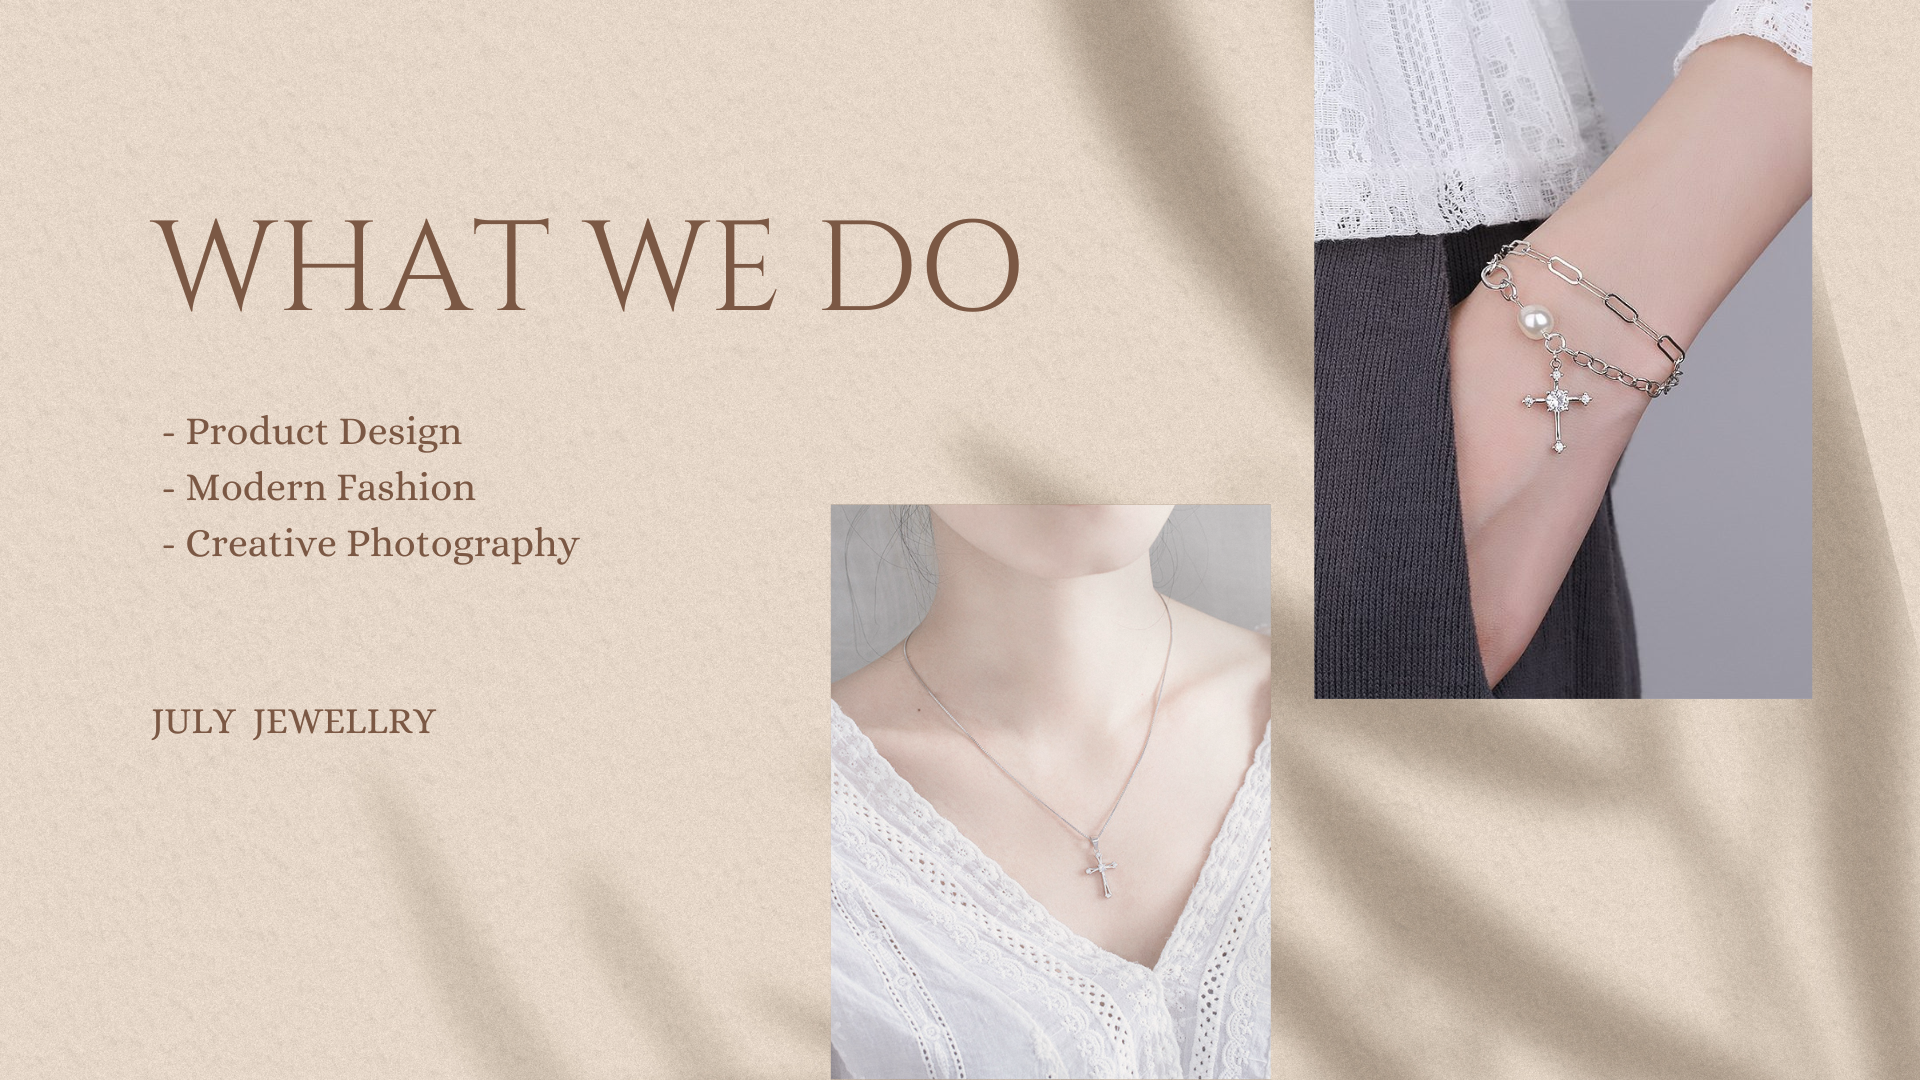 WHAT WE DO
- Product Design
- Modern Fashion
- Creative Photography
JULY JEWELLRY